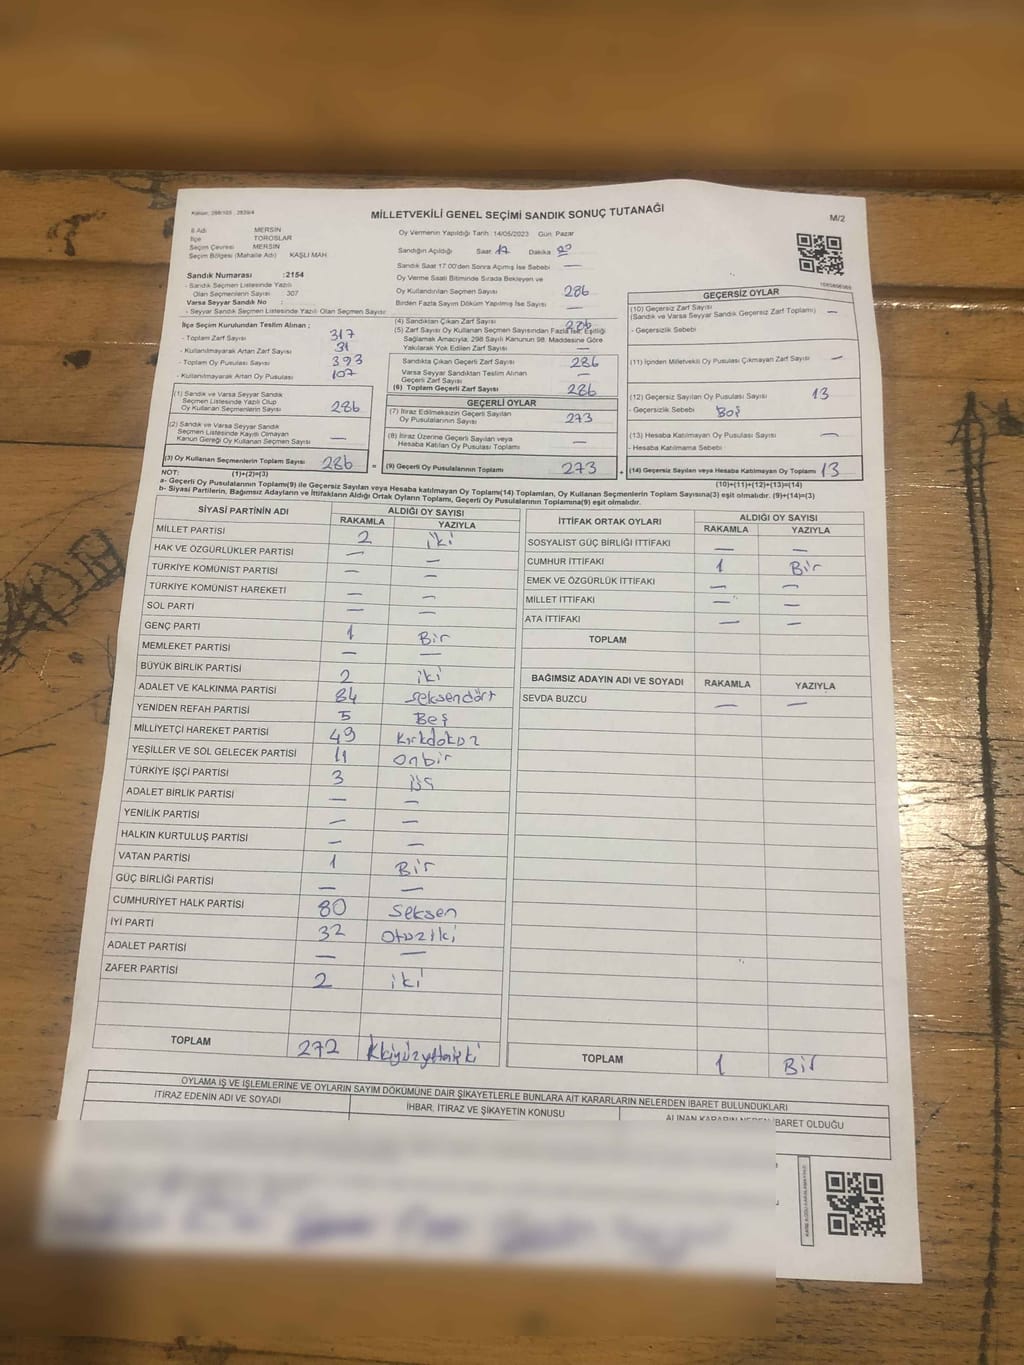 Kanun: 298/105 , 2839/4
MİLLETVEKİLİ GENEL SEÇİMİ SANDIK SONUÇ TUTANAĞI
M/2
İl Adı MERSİN
İlçe TOROSLAR
Seçim Çevresi MERSİN
Seçim Bölgesi (Mahalle Adı) KAŞLI MAH.
Sandık Numarası :2154
- Sandık Seçmen Listesinde Yazılı
Olan Seçmenlerin Sayısı : 307
Varsa Seyyar Sandık No :
- Seyyar Sandık Seçmen Listesinde Yazılı Olan Seçmen Sayısı:
Oy Vermenin Yapıldığı Tarih :14/05/2023 Gün: Pazar
Sandığın Açıldığı Saat 17 Dakika
Sandık Saat 17:00'den Sonra Açılmış İse Sebebi —
Oy Verme Saati Bitiminde Sırada Bekleyen ve
Oy Kullandırılan Seçmen Sayısı 286
Birden Fazla Sayım Döküm Yapılmış İse Sayısı —
İlçe Seçim Kurulundan Teslim Alınan ;
- Toplam Zarf Sayısı 317
- Kullanılmayarak Artan Zarf Sayısı 31
- Toplam Oy Pusulası Sayısı 393
- Kullanılmayarak Artan Oy Pusulası 107
(1) Sandık ve Varsa Seyyar Sandık
Seçmen Listesinde Yazılı Olup
Oy Kullanan Seçmenlerin Sayısı 286
(2) Sandık ve Varsa Seyyar Sandık
Seçmen Listesinde Kayıtlı Olmayan
Kanun Gereği Oy Kullanan Seçmen Sayısı —
(3) Oy Kullanan Seçmenlerin Toplam Sayısı 286
(1)+(2)=(3)
(4) Sandıktan Çıkan Zarf Sayısı 286
(5) Zarf Sayısı Oy Kullanan Seçmen Sayısından Fazla ise, Eşitliği
Sağlamak Amacıyla; 298 Sayılı Kanunun 98. Maddesine Göre
Yakılarak Yok Edilen Zarf Sayısı —
Sandıkta Çıkan Geçerli Zarf Sayısı 286
Varsa Seyyar Sandıktan Teslim Alınan
Geçerli Zarf Sayısı —
(6) Toplam Geçerli Zarf Sayısı 286
GEÇERLİ OYLAR
(7) İtiraz Edilmeksizin Geçerli Sayılan
Oy Pusulalarının Sayısı 273
(8) İtiraz Üzerine Geçerli Sayılan veya
Hesaba Katılan Oy Pusulası Toplamı —
= (9) Geçerli Oy Pusulalarının Toplamı 273
GEÇERSİZ OYLAR
(10) Geçersiz Zarf Sayısı
(Sandık ve Varsa Seyyar Sandık Geçersiz Zarf Toplamı) —
- Geçersizlik Sebebi
(11) İçinden Milletvekili Oy Pusulası Çıkmayan Zarf Sayısı —
(12) Geçersiz Sayılan Oy Pusulası Sayısı 13
- Geçersizlik Sebebi Boş
(13) Hesaba Katılmayan Oy Pusulası Sayısı —
- Hesaba Katılmama Sebebi
+ (14) Geçersiz Sayılan veya Hesaba Katılmayan Oy Toplamı 13
(10)+(11)+(12)+(13)=(14)
NOT:
a- Geçerli Oy Pusulalarının Toplamı(9) ile Geçersiz Sayılan veya Hesaba katılmayan Oy Toplamı(14) Toplamları, Oy Kullanan Seçmenlerin Toplam Sayısına(3) eşit olmalıdır. (9)+(14)=(3)
b- Siyasi Partilerin, Bağımsız Adayların ve İttifakların Aldığı Ortak Oyların Toplamı, Geçerli Oy Pusulalarının Toplamına(9) eşit olmalıdır.
SİYASİ PARTİNİN ADI ALDIĞI OY SAYISI
RAKAMLA YAZIYLA
MİLLET PARTİSİ 2 iki
HAK VE ÖZGÜRLÜKLER PARTİSİ — —
TÜRKİYE KOMÜNİST PARTİSİ — —
TÜRKİYE KOMÜNİST HAREKETİ — —
SOL PARTİ — —
GENÇ PARTİ 1 Bir
MEMLEKET PARTİSİ — —
BÜYÜK BİRLİK PARTİSİ 2 iki
ADALET VE KALKINMA PARTİSİ 84 seksendört
YENİDEN REFAH PARTİSİ 5 Beş
MİLLİYETÇİ HAREKET PARTİSİ 49 Kırkdokuz
YEŞİLLER VE SOL GELECEK PARTİSİ 11 onbir
TÜRKİYE İŞÇİ PARTİSİ 3 üç
ADALET BİRLİK PARTİSİ — —
YENİLİK PARTİSİ — —
HALKIN KURTULUŞ PARTİSİ — —
VATAN PARTİSİ 1 Bir
GÜÇ BİRLİĞİ PARTİSİ — —
CUMHURİYET HALK PARTİSİ 80 Seksen
İYİ PARTİ 32 Otuziki
ADALET PARTİSİ — —
ZAFER PARTİSİ 2 iki
TOPLAM 272
İTTİFAK ORTAK OYLARI ALDIĞI OY SAYISI
RAKAMLA YAZIYLA
SOSYALİST GÜÇ BİRLİĞİ İTTİFAKI — —
CUMHUR İTTİFAKI 1 Bir
EMEK VE ÖZGÜRLÜK İTTİFAKI — —
MİLLET İTTİFAKI — —
ATA İTTİFAKI — —
TOPLAM
BAĞIMSIZ ADAYIN ADI VE SOYADI RAKAMLA YAZIYLA
SEVDA BUZCU — —
TOPLAM 1 Bir
OYLAMA İŞ VE İŞLEMLERİNE VE OYLARIN SAYIM DÖKÜMÜNE DAİR ŞİKAYETLERLE BUNLARA AİT KARARLARIN NELERDEN İBARET BULUNDUKLARI
İTİRAZ EDENİN ADI VE SOYADI İHBAR, İTİRAZ VE ŞİKAYETİN KONUSU ALINAN KARARIN NEDEN İBARET OLDUĞU